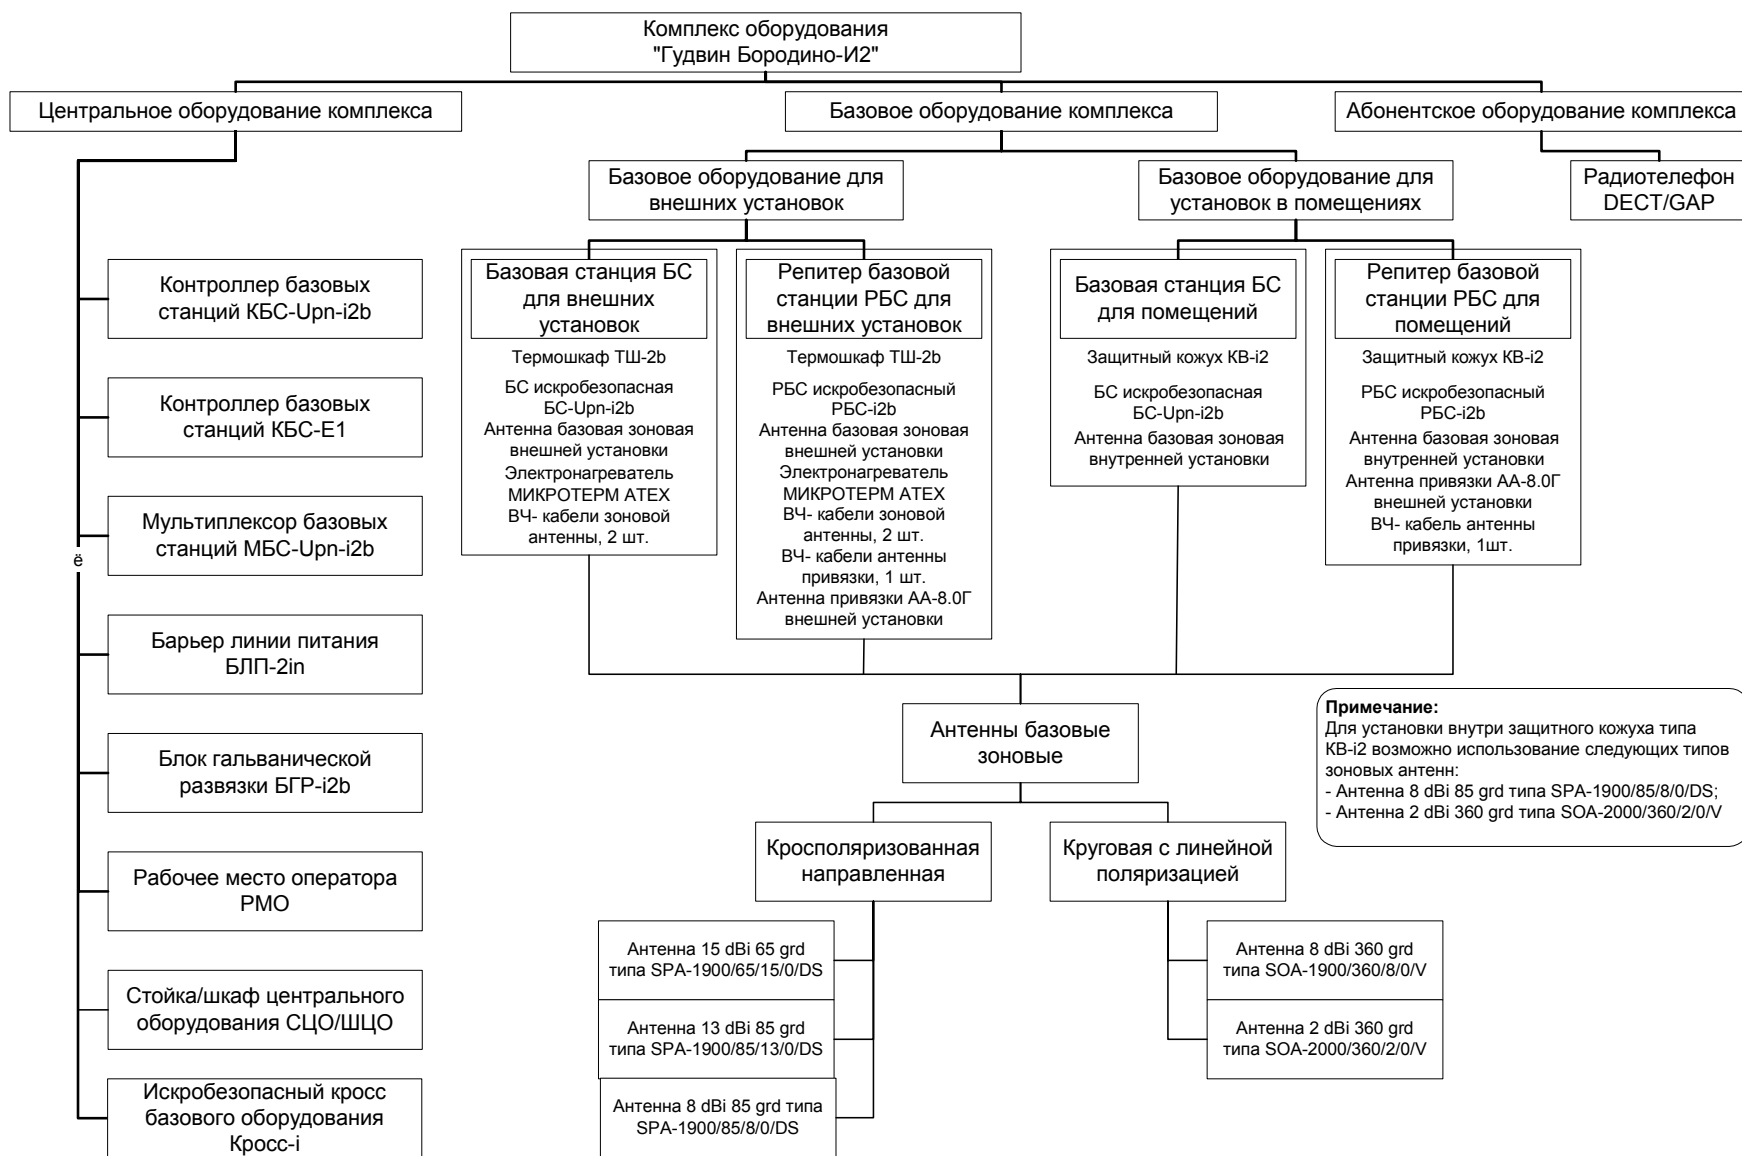 Комплекс оборудования
"Гудвин Бородино-И2"
Центральное оборудование комплекса
Базовое оборудование комплекса
Абонентское оборудование комплекса
Базовое оборудование для
внешних установок
Базовое оборудование для
установок в помещениях
Радиотелефон
DECT/GAP
Контроллер базовых
станций КБС-Upn-i2b
Контроллер базовых
станций КБС-Е1
Мультиплексор базовых
станций МБС-Upn-i2b
ё
Барьер линии питания
БЛП-2in
Блок гальванической
развязки БГР-i2b
Рабочее место оператора
РМО
Стойка/шкаф центрального
оборудования СЦО/ШЦО
Искробезопасный кросс
базового оборудования
Кросс-i
Базовая станция БС
для внешних
установок
Термошкаф ТШ-2b
БС искробезопасная
БС-Upn-i2b
Антенна базовая зоновая
внешней установки
Электронагреватель
МИКРОТЕРМ АТЕХ
ВЧ- кабели зоновой
антенны, 2 шт.
Репитер базовой
станции РБС для
внешних установок
Термошкаф ТШ-2b
РБС искробезопасный
РБС-i2b
Антенна базовая зоновая
внешней установки
Электронагреватель
МИКРОТЕРМ АТЕХ
ВЧ- кабели зоновой
антенны, 2 шт.
ВЧ- кабели антенны
привязки, 1 шт.
Антенна привязки АА-8.0Г
внешней установки
Базовая станция БС
для помещений
Защитный кожух КВ-i2
БС искробезопасная
БС-Upn-i2b
Антенна базовая зоновая
внутренней установки
Репитер базовой
станции РБС для
помещений
Защитный кожух КВ-i2
РБС искробезопасный
РБС-i2b
Антенна базовая зоновая
внутренней установки
Антенна привязки АА-8.0Г
внешней установки
ВЧ- кабель антенны
привязки, 1шт.
Антенны базовые
зоновые
Примечание:
Для установки внутри защитного кожуха типа
КВ-i2 возможно использование следующих типов
зоновых антенн:
- Антенна 8 dBi 85 grd типа SPA-1900/85/8/0/DS;
- Антенна 2 dBi 360 grd типа SOA-2000/360/2/0/V
Кросполяризованная
направленная
Круговая с линейной
поляризацией
Антенна 15 dBi 65 grd
типа SPA-1900/65/15/0/DS
Антенна 13 dBi 85 grd
типа SPA-1900/85/13/0/DS
Антенна 8 dBi 85 grd типа
SPA-1900/85/8/0/DS
Антенна 8 dBi 360 grd
типа SOA-1900/360/8/0/V
Антенна 2 dBi 360 grd
типа SOA-2000/360/2/0/V